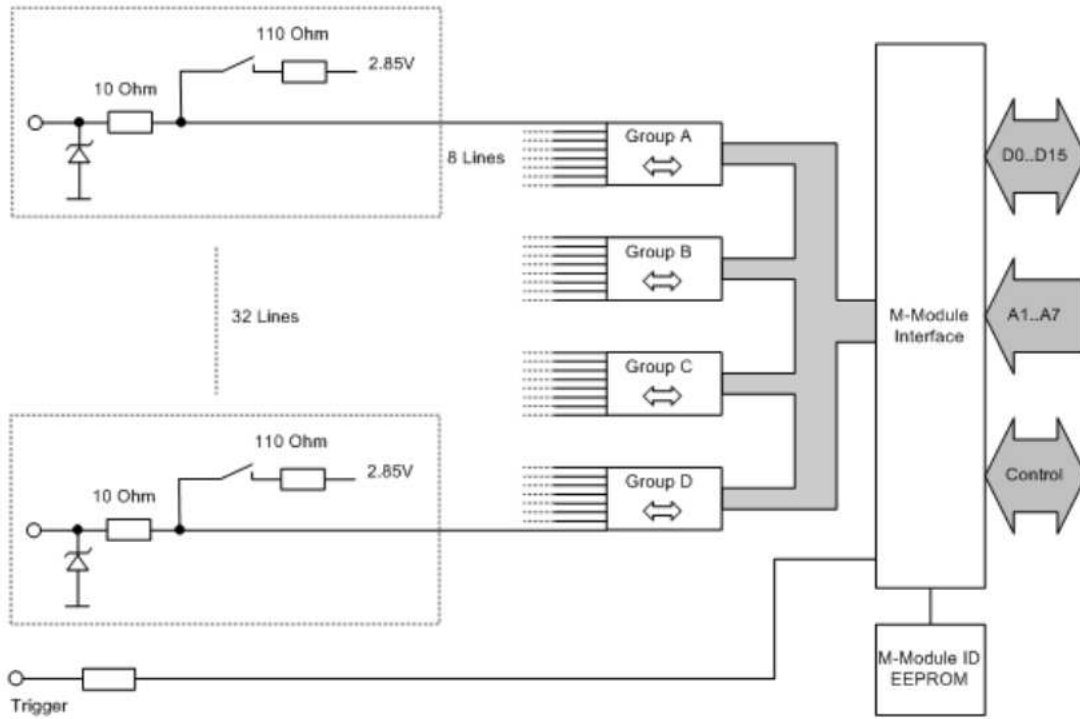 110 Ohm
2.85V
10 Ohm
8 Lines
Group A
Group B
32 Lines
Group C
Group D
110 Ohm
2.85V
10 Ohm
Trigger
M-Module
Interface
D0..D15
A1..A7
Control
M-Module ID
EEPROM